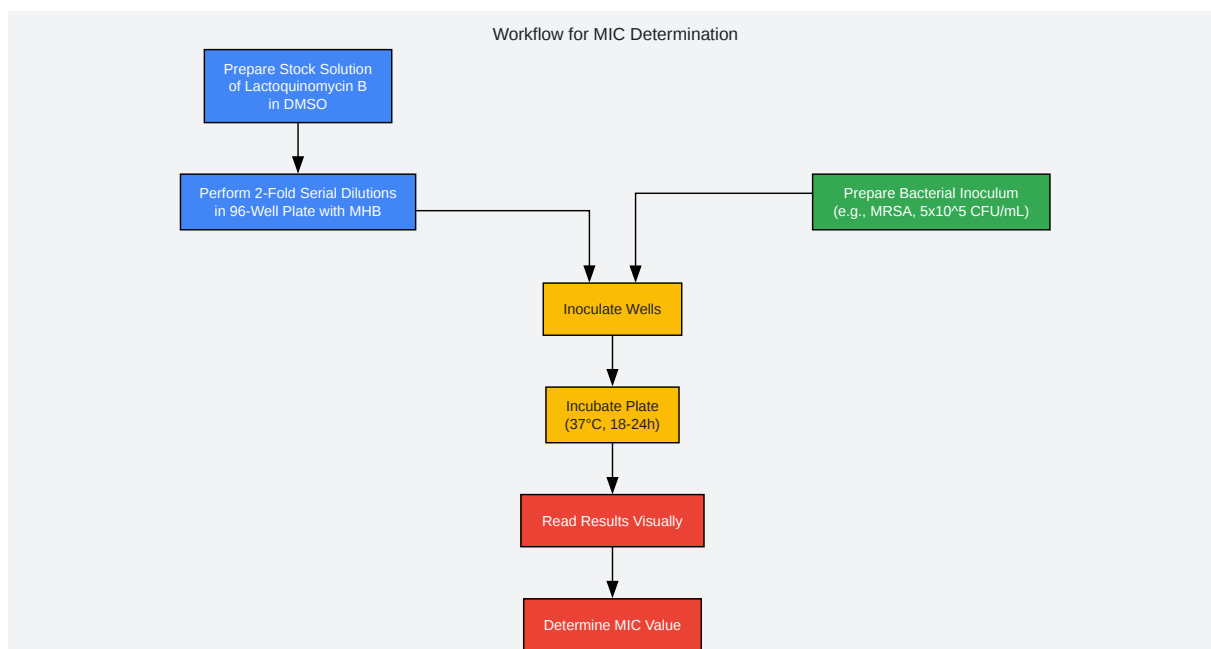 Workflow for MIC Determination
Prepare Stock Solution
of Lactoquinomycin B
in DMSO
Perform 2-Fold Serial Dilutions
in 96-Well Plate with MHB
Prepare Bacterial Inoculum
(e.g., MRSA, 5x10^5 CFU/mL)
Inoculate Wells
Incubate Plate
(37°C, 18-24h)
Read Results Visually
Determine MIC Value